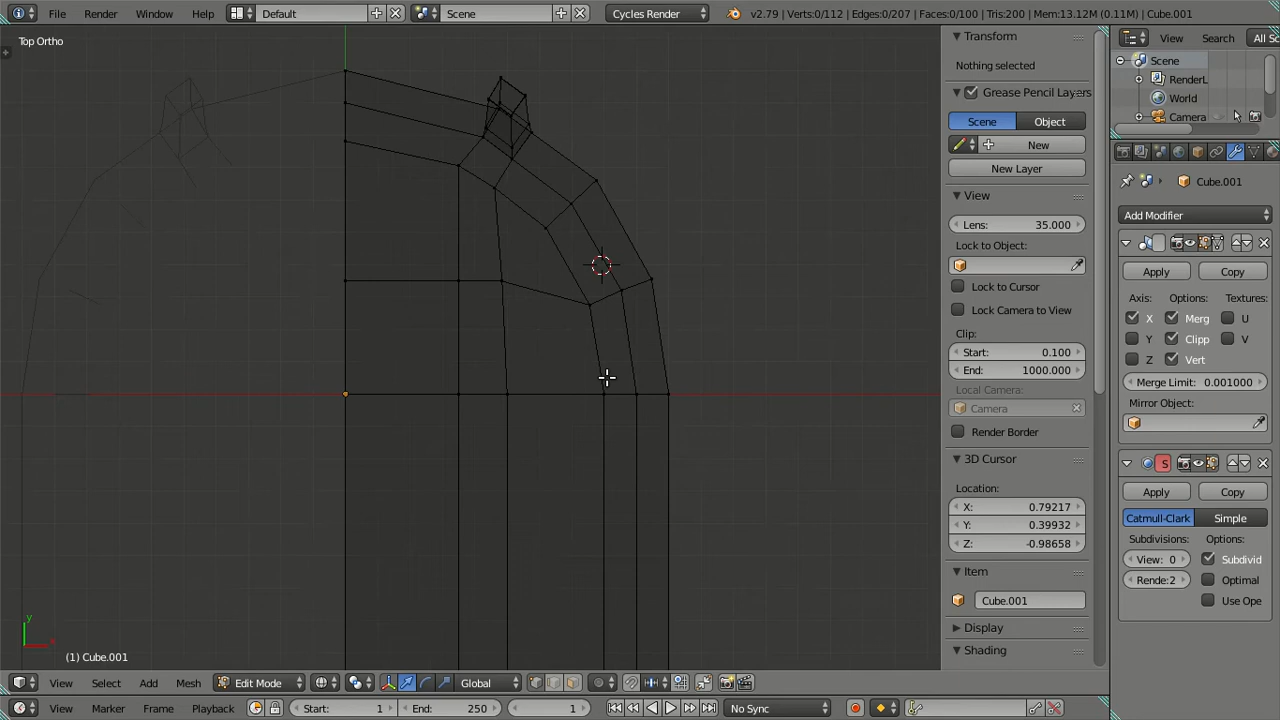 File Render Window Help Default Scene Cycles Render v2.79 | Verts:0/112 | Edges:0/207 | Faces:0/100 | Tris:200 | Mem:13.12M (0.11M) | Cube.001
Top Ortho
(1) Cube.001
y
x
Transform
Nothing selected
Grease Pencil Layers
Scene Object
New
New Layer
View
Lens: 35.000
Lock to Object:
Lock to Cursor
Lock Camera to View
Clip:
Start: 0.100
End: 1000.000
Local Camera:
Camera
Render Border
3D Cursor
Location:
X: 0.79217
Y: 0.39932
Z: -0.98658
Item
Cube.001
Display
Shading
View Search All Sc
Scene
RenderL
World
Camera
Cube.001
Add Modifier
Apply Copy
Axis: Options: Textures:
X Merg U
Y Clipp V
Z Vert
Merge Limit: 0.001000
Mirror Object:
S
Apply Copy
Catmull-Clark Simple
Subdivisions: Options:
View: 0 Subdivid
Rende:2 Optimal
Use Ope
View Select Add Mesh Edit Mode Global
View Marker Frame Playback Start: 1 End: 250 1 No Sync